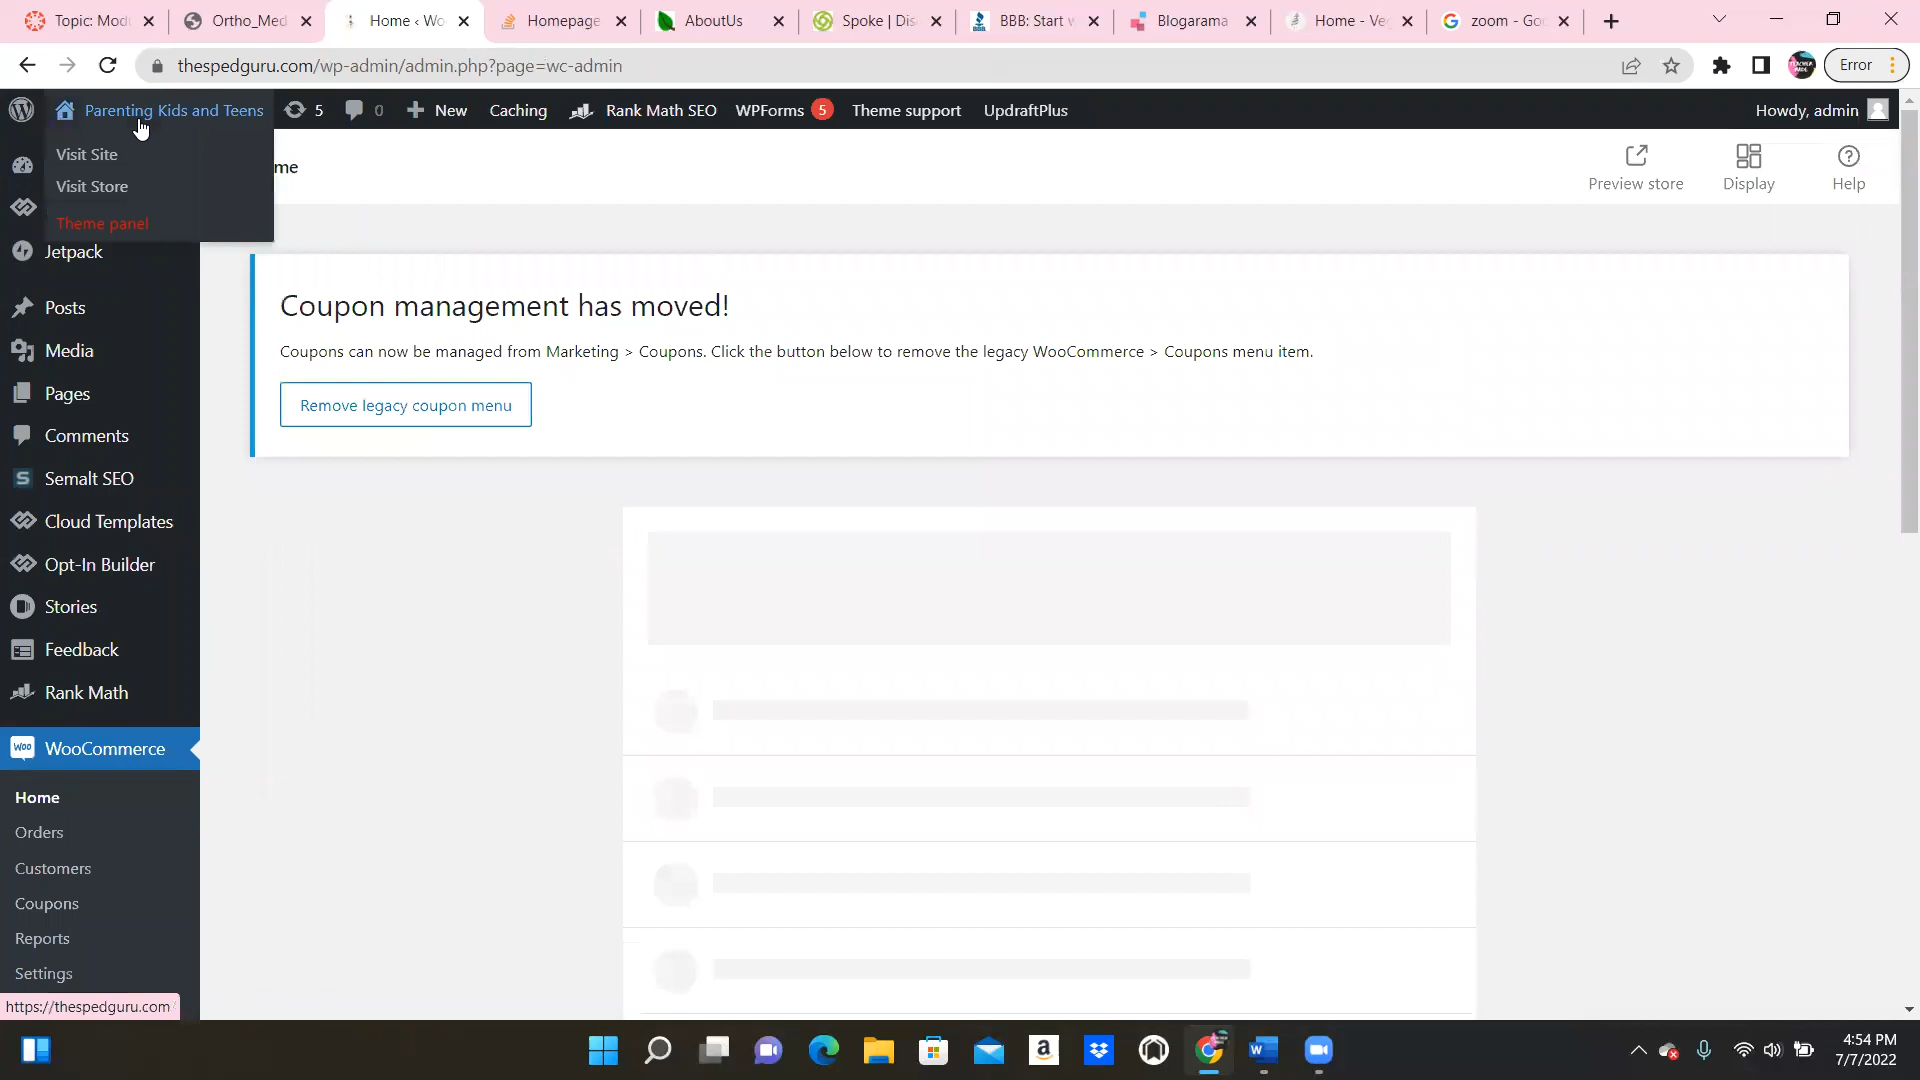 Topic: Modu
Ortho_Med
Home ‹ Wo
Homepage
AboutUs
Spoke | Dis
BBB: Start w
Blogarama
Home - Ve
zoom - Goo
thespedguru.com/wp-admin/admin.php?page=wc-admin
Error
Parenting Kids and Teens
5
0
New
Caching
Rank Math SEO
WPForms 5
Theme support
UpdraftPlus
Howdy, admin
Visit Site
Visit Store
Theme panel
me
Preview store
Display
Help
Jetpack
Posts
Media
Pages
Comments
Semalt SEO
Cloud Templates
Opt-In Builder
Stories
Feedback
Rank Math
WooCommerce
Home
Orders
Customers
Coupons
Reports
Settings
Coupon management has moved!
Coupons can now be managed from Marketing > Coupons. Click the button below to remove the legacy WooCommerce > Coupons menu item.
Remove legacy coupon menu
https://thespedguru.com
4:54 PM
7/7/2022